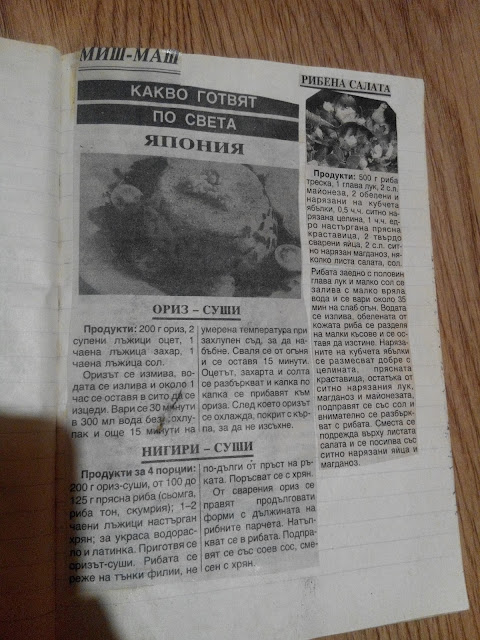 МИШ-МАШ
КАКВО ГОТВЯТ
ПО СВЕТА
ЯПОНИЯ
ОРИЗ – СУШИ
Продукти: 200 г ориз, 2
супени лъжици оцет, 1
чаена лъжица захар, 1
чаена лъжица сол.
Оризът се измива, во-
дата се излива и около 1
час се оставя в сито да се
изцеди. Вари се 30 минути
в 300 мл вода без похлу-
пак и още 15 минути на
умерена температура при
захлупен съд, за да на-
бъбне. Сваля се от огъня
и се оставя 15 минути.
Оцетът, захарта и солта
се разбъркват и капка по
капка се прибавят към
ориза. След което оризът
се охлажда, покрит с кър-
па, за да не изсъхне.
НИГИРИ – СУШИ
Продукти за 4 порции:
200 г ориз-суши, от 100 до
125 г прясна риба (сьомга,
риба тон, скумрия); 1–2
чаени лъжици настърган
хрян; за украса водорас-
ло и латинка. Приготвя се
оризът-суши. Рибата се
реже на тънки филии, не
по-дълги от пръст на ръ-
ката. Поръсват се с хрян.
От сварения ориз се
правят продълговати
форми с дължината на
рибните парчета. Натъл-
кват се в рибата. Подпра-
вят се със соев сос, сме-
сен с хрян.
РИБЕНА САЛАТА
Продукти: 500 г риба
треска, 1 глава лук, 2 с.л.
майонеза, 2 обелени и
нарязани на кубчета
ябълки, 0,5 ч.ч. ситно на-
рязана целина, 1 ч.ч. ед-
ро настъргана прясна
краставица, 2 твърдо
сварени яйца, 2 с.л. сит-
но нарязан магданоз, ня-
колко листа салата, сол.
Рибата заедно с половин
глава лук и малко сол се
залива с малко вряла
вода и се вари около 35
мин на слаб огън. Водата
се излива, обелената от
кожата риба се разделя
на малки късове и се ос-
тавя да изстине. Наряза-
ните на кубчета ябълки
се размесват добре с
целината, прясната
краставица, остатъка от
ситно нарязания лук,
магданоз и майонезата,
подправят се със сол и
внимателно се разбър-
кват с рибата. Сместа се
подрежда върху листата
салата и се посипва със
ситно нарязани яйца и
магданоз.